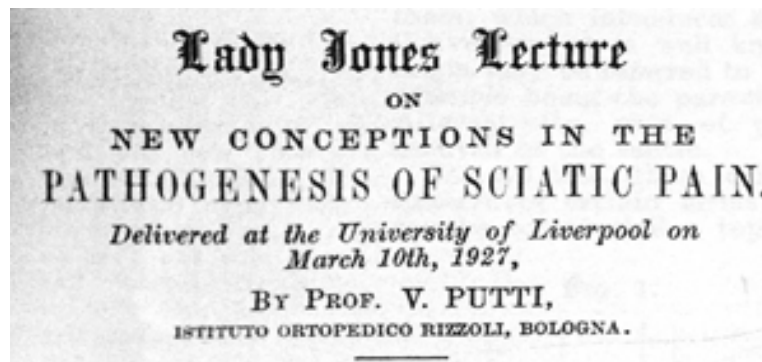 Lady Jones Lecture
ON
NEW CONCEPTIONS IN THE
PATHOGENESIS OF SCIATIC PAIN.
Delivered at the University of Liverpool on
March 10th, 1927,
BY PROF. V. PUTTI,
ISTITUTO ORTOPEDICO RIZZOLI, BOLOGNA.